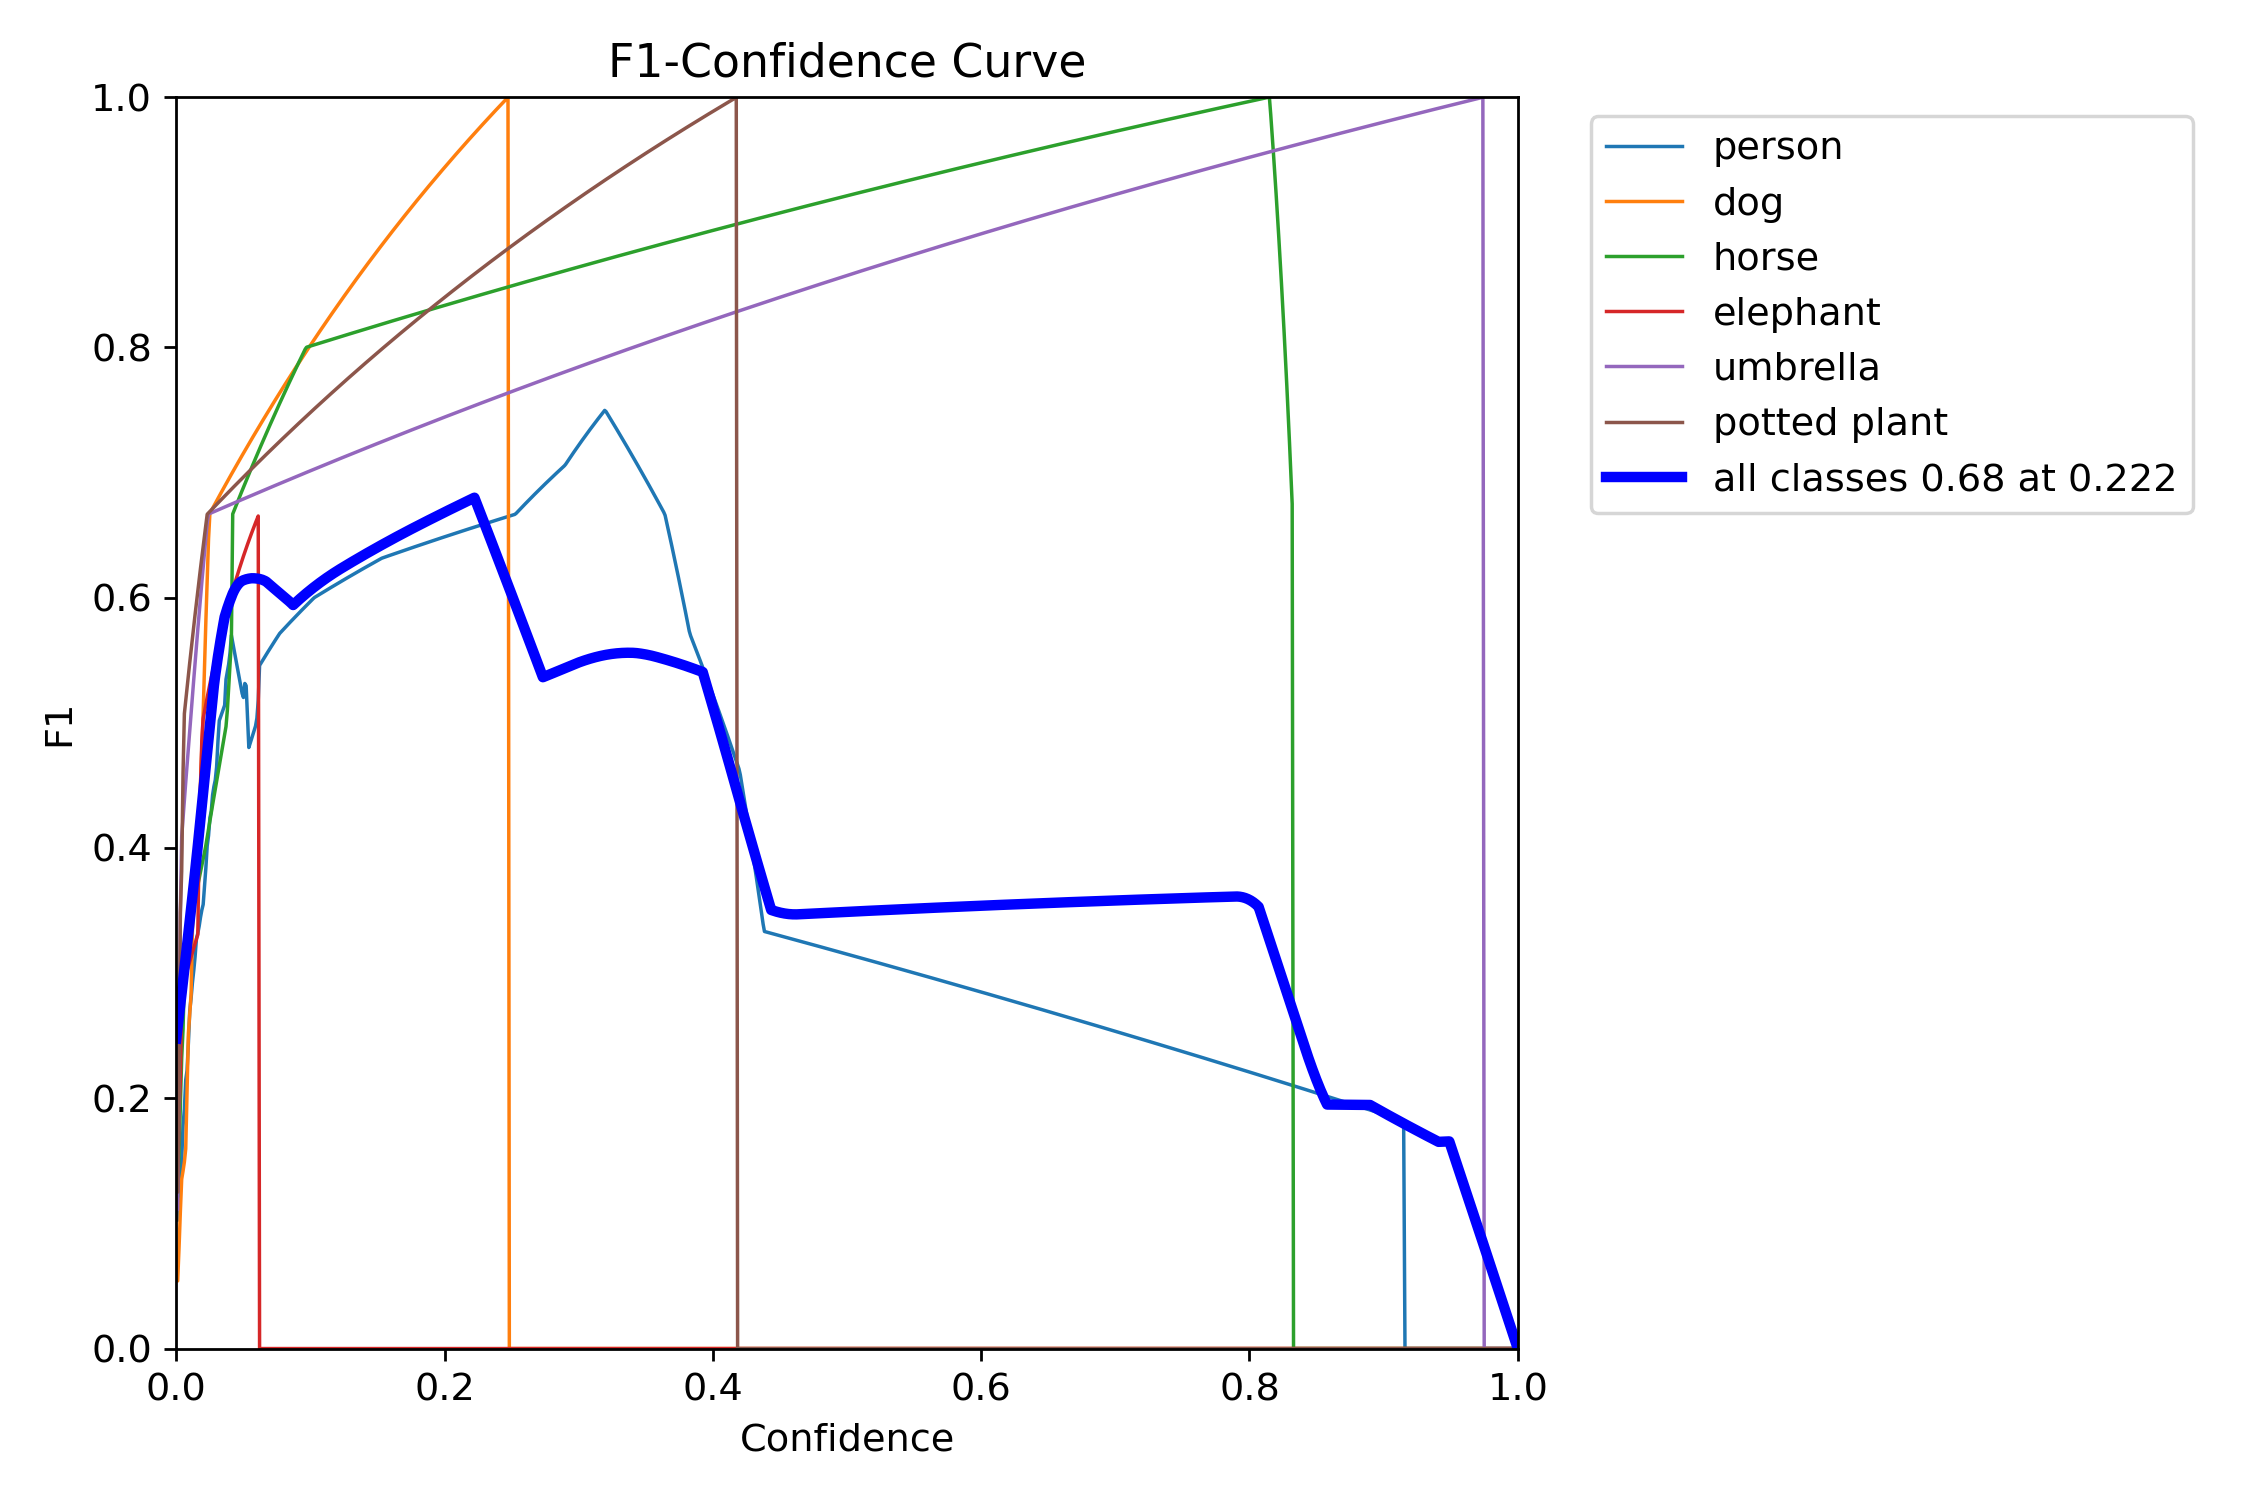 F1-Confidence Curve
1.0
0.8
0.6
0.4
0.2
0.0
F1
0.0 0.2 0.4 0.6 0.8 1.0
Confidence
person
dog
horse
elephant
umbrella
potted plant
all classes 0.68 at 0.222